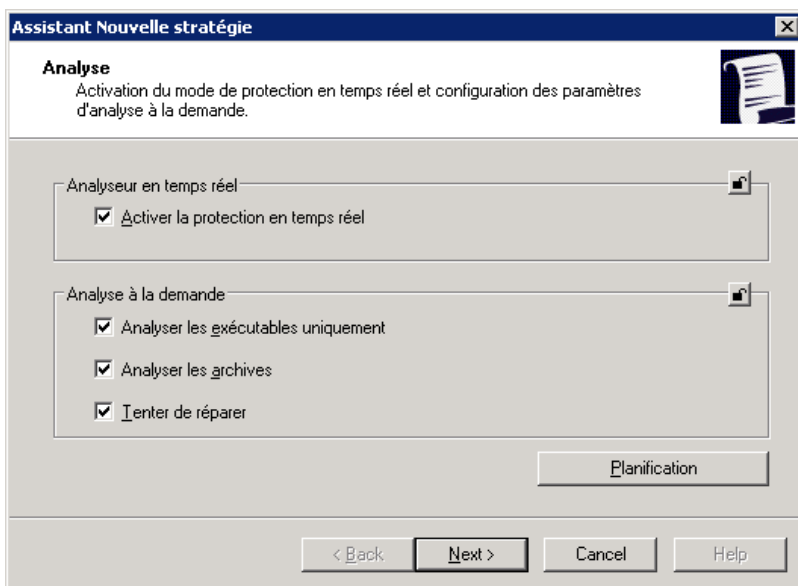 Assistant Nouvelle stratégie
Analyse
Activation du mode de protection en temps réel et configuration des paramètres
d'analyse à la demande.
Analyseur en temps réel
Activer la protection en temps réel
Analyse à la demande
Analyser les exécutables uniquement
Analyser les archives
Tenter de réparer
Planification
< Back Next > Cancel Help